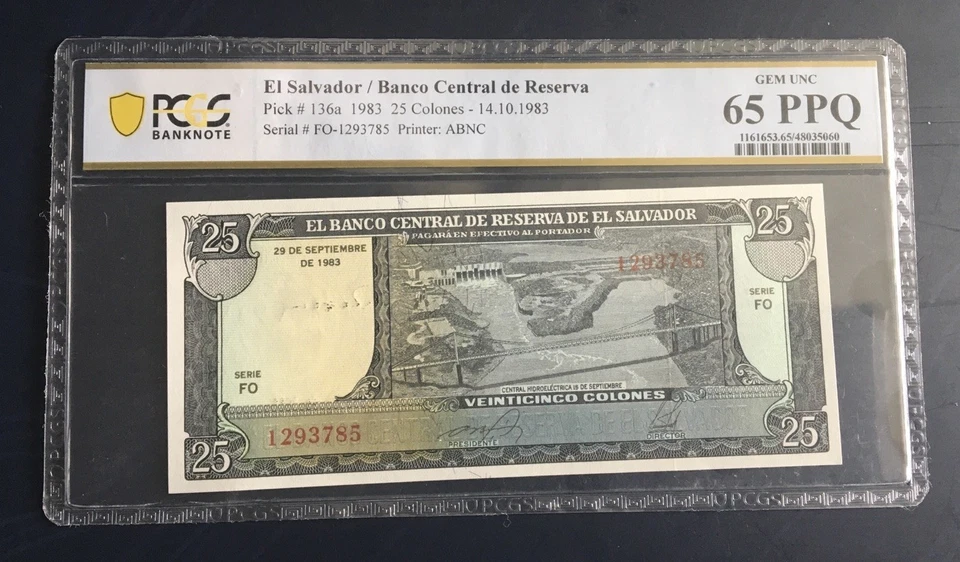 PCGS
BANKNOTE
El Salvador / Banco Central de Reserva
Pick # 136a 1983 25 Colones - 14.10.1983
Serial # FO-1293785 Printer: ABNC
GEM UNC
65 PPQ
1161653.65/48035060
25
EL BANCO CENTRAL DE RESERVA DE EL SALVADOR
25
PAGARÁ EN EFECTIVO AL PORTADOR
29 DE SEPTIEMBRE
DE 1983
1293785
SERIE
FO
SERIE
FO
CENTRAL HIDROELÉCTRICA 15 DE SEPTIEMBRE
VEINTICINCO COLONES
1293785
PRESIDENTE
DIRECTOR
25
25